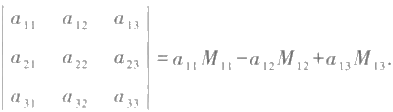 | a₁₁ a₁₂ a₁₃ |
| a₂₁ a₂₂ a₂₃ | = a₁₁M₁₁−a₁₂M₁₂+a₁₃M₁₃.
| a₃₁ a₃₂ a₃₃ |